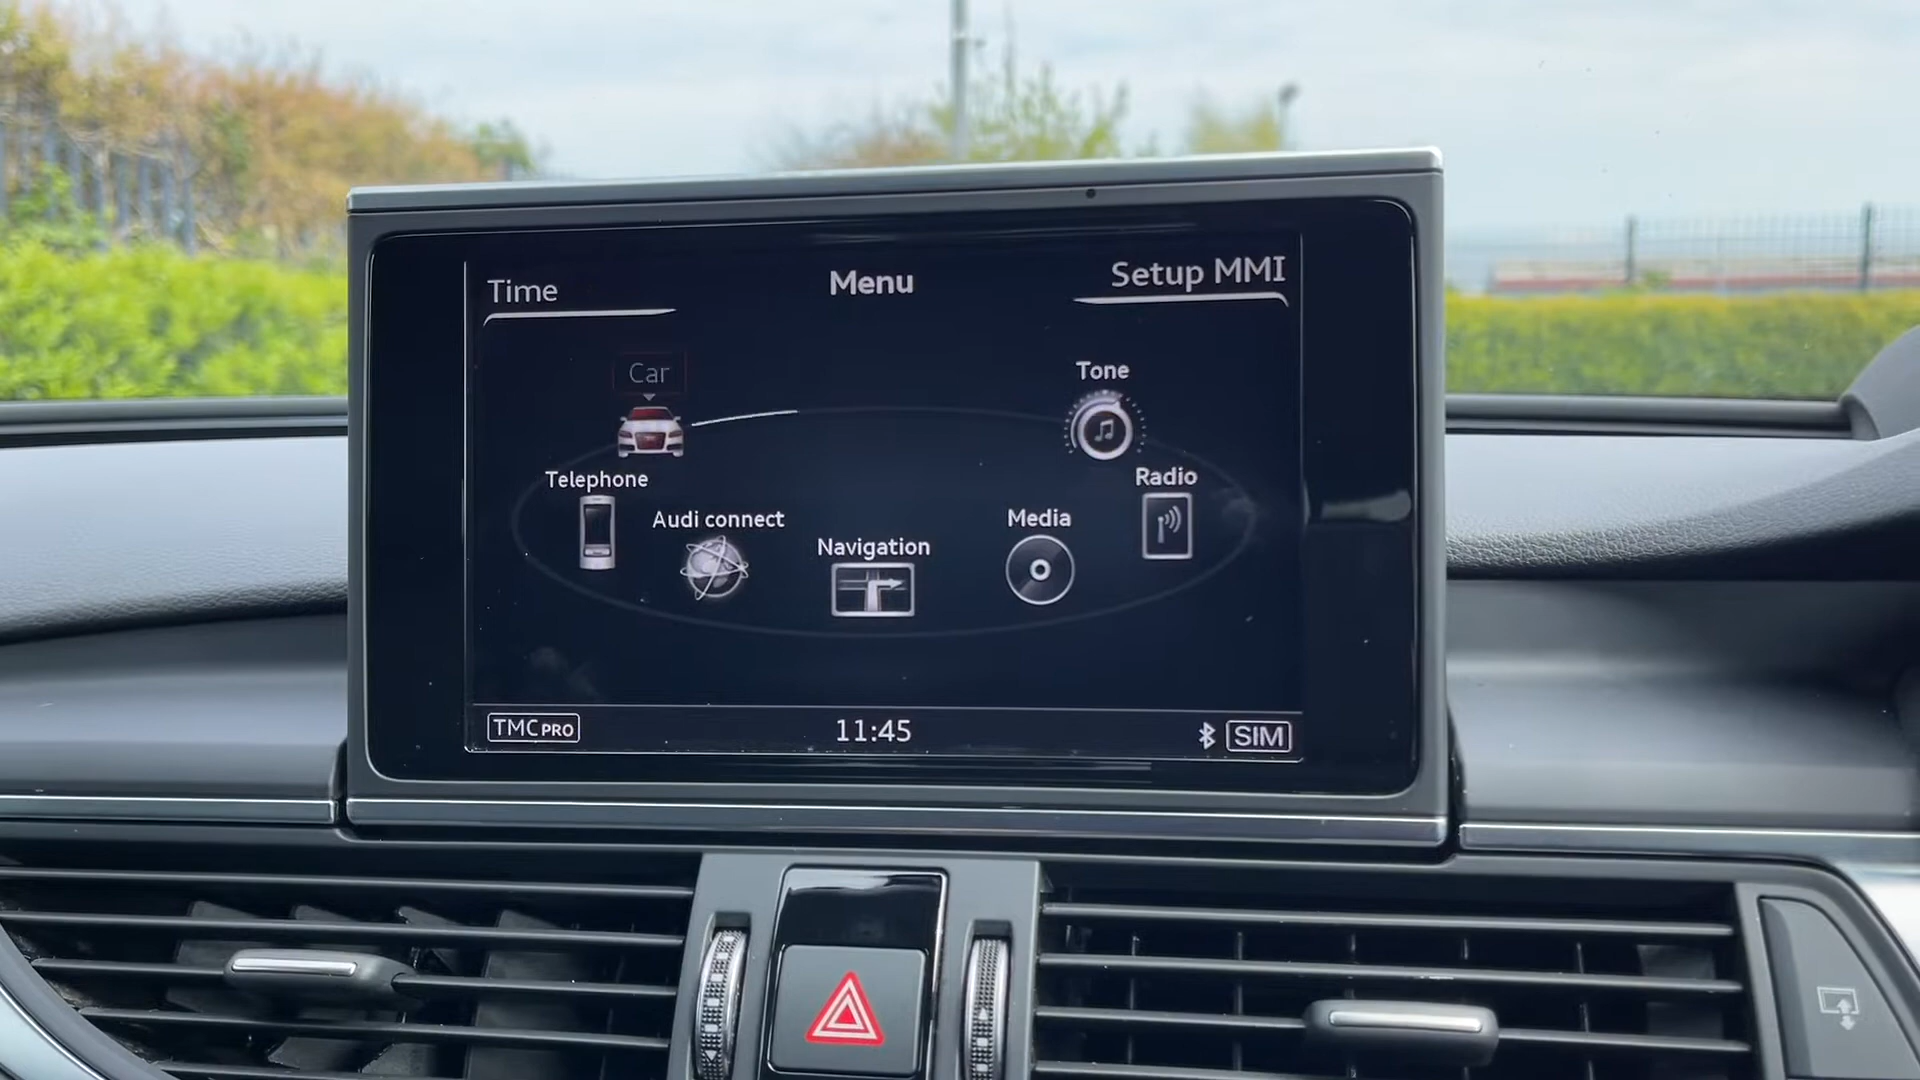 Time
Menu
Setup MMI
Car
Tone
Telephone
Radio
Audi connect
Media
Navigation
TMC PRO
11:45
SIM